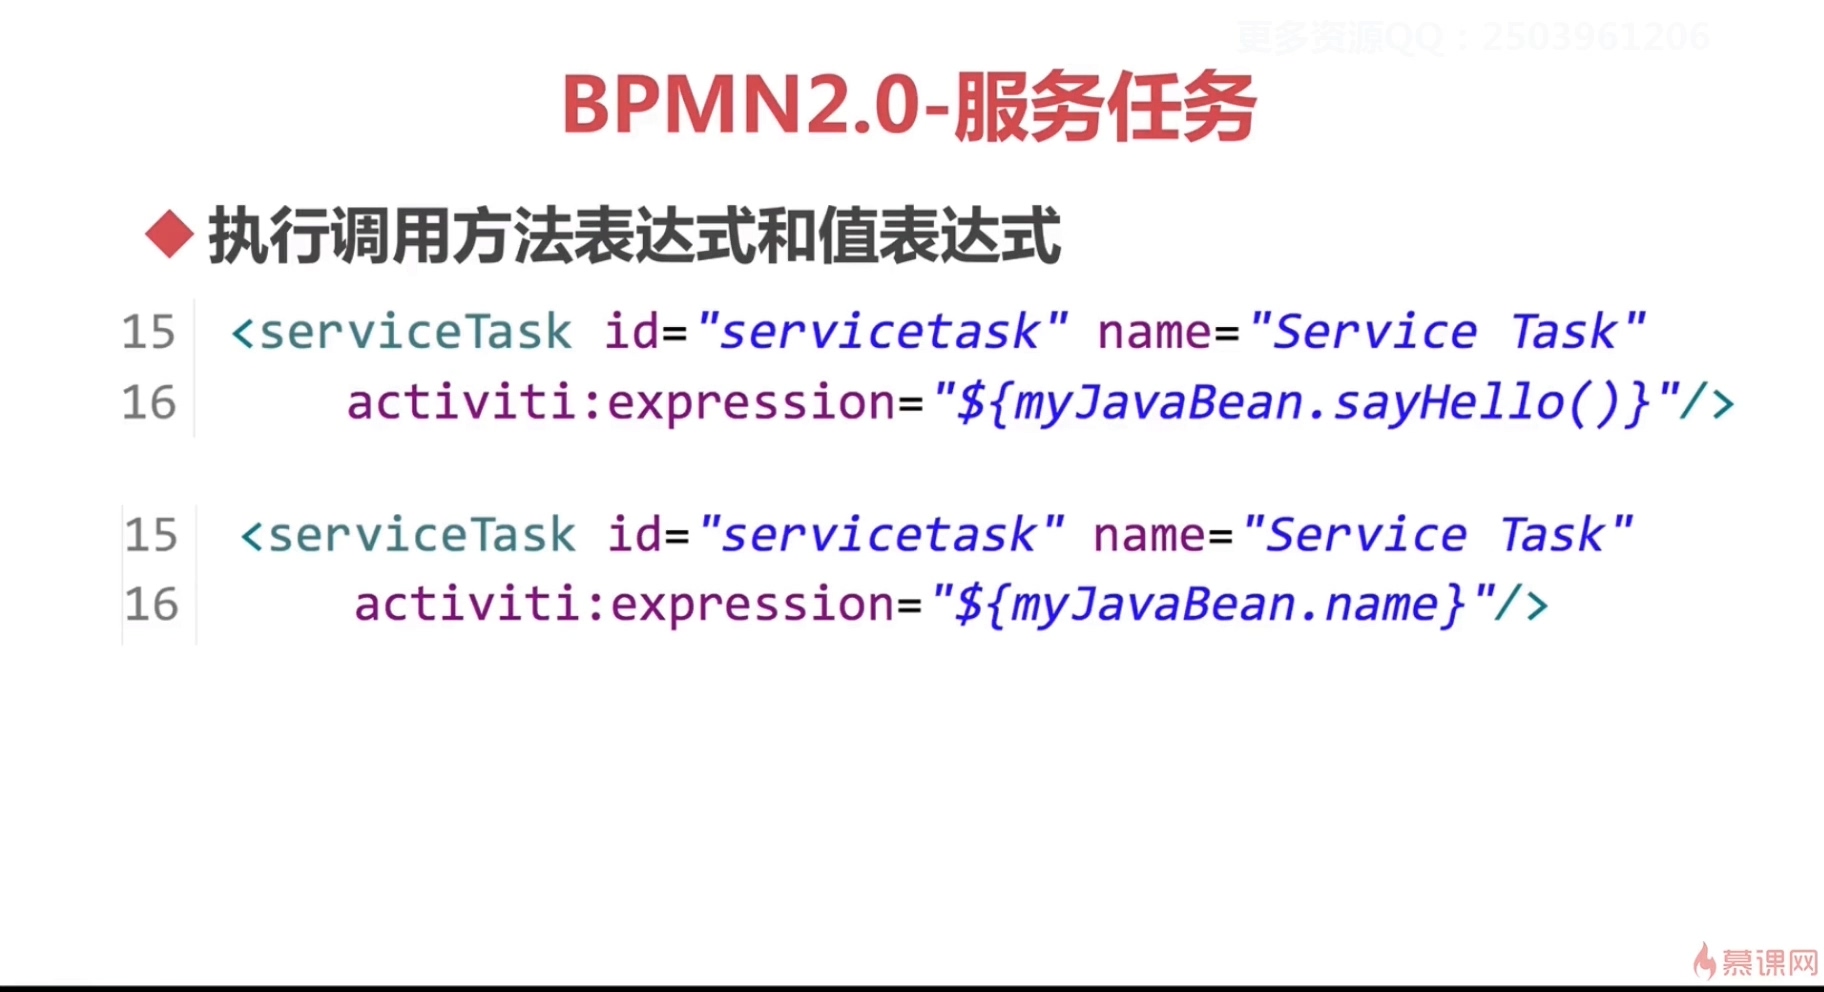 更多资源QQ：2503961206
BPMN2.0-服务任务
执行调用方法表达式和值表达式
15 <serviceTask id="servicetask" name="Service Task"
16 activiti:expression="${myJavaBean.sayHello()}"/>
15 <serviceTask id="servicetask" name="Service Task"
16 activiti:expression="${myJavaBean.name}"/>
慕课网